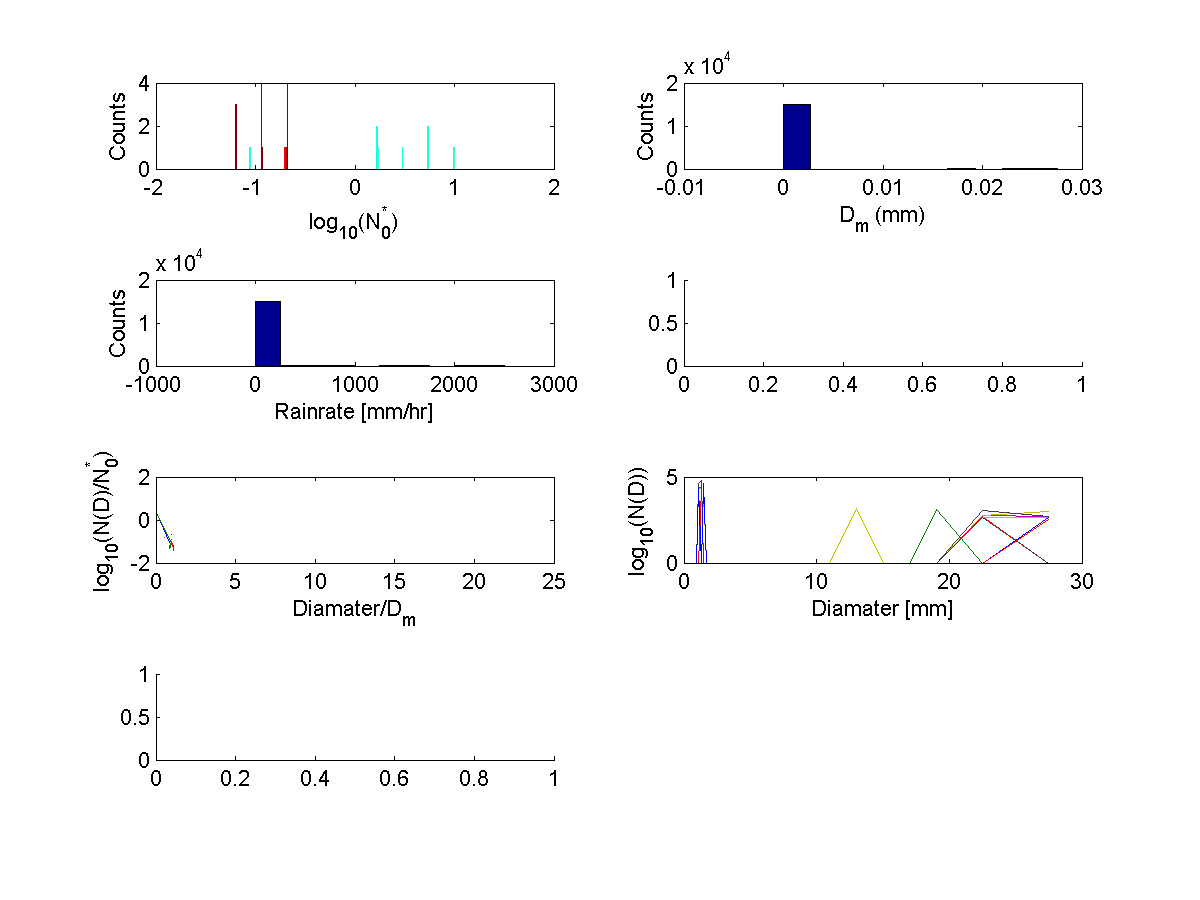 4
2
0
Counts
-2 -1 0 1 2
log10(N0*)
x 10^4
2
1
0
Counts
-0.01 0 0.01 0.02 0.03
Dm (mm)
x 10^4
2
1
0
Counts
-1000 0 1000 2000 3000
Rainrate [mm/hr]
1
0.5
0
0 0.2 0.4 0.6 0.8 1
2
0
-2
log10(N(D)/N0*)
0 5 10 15 20 25
Diamater/Dm
5
0
log10(N(D))
0 10 20 30
Diamater [mm]
1
0.5
0
0 0.2 0.4 0.6 0.8 1